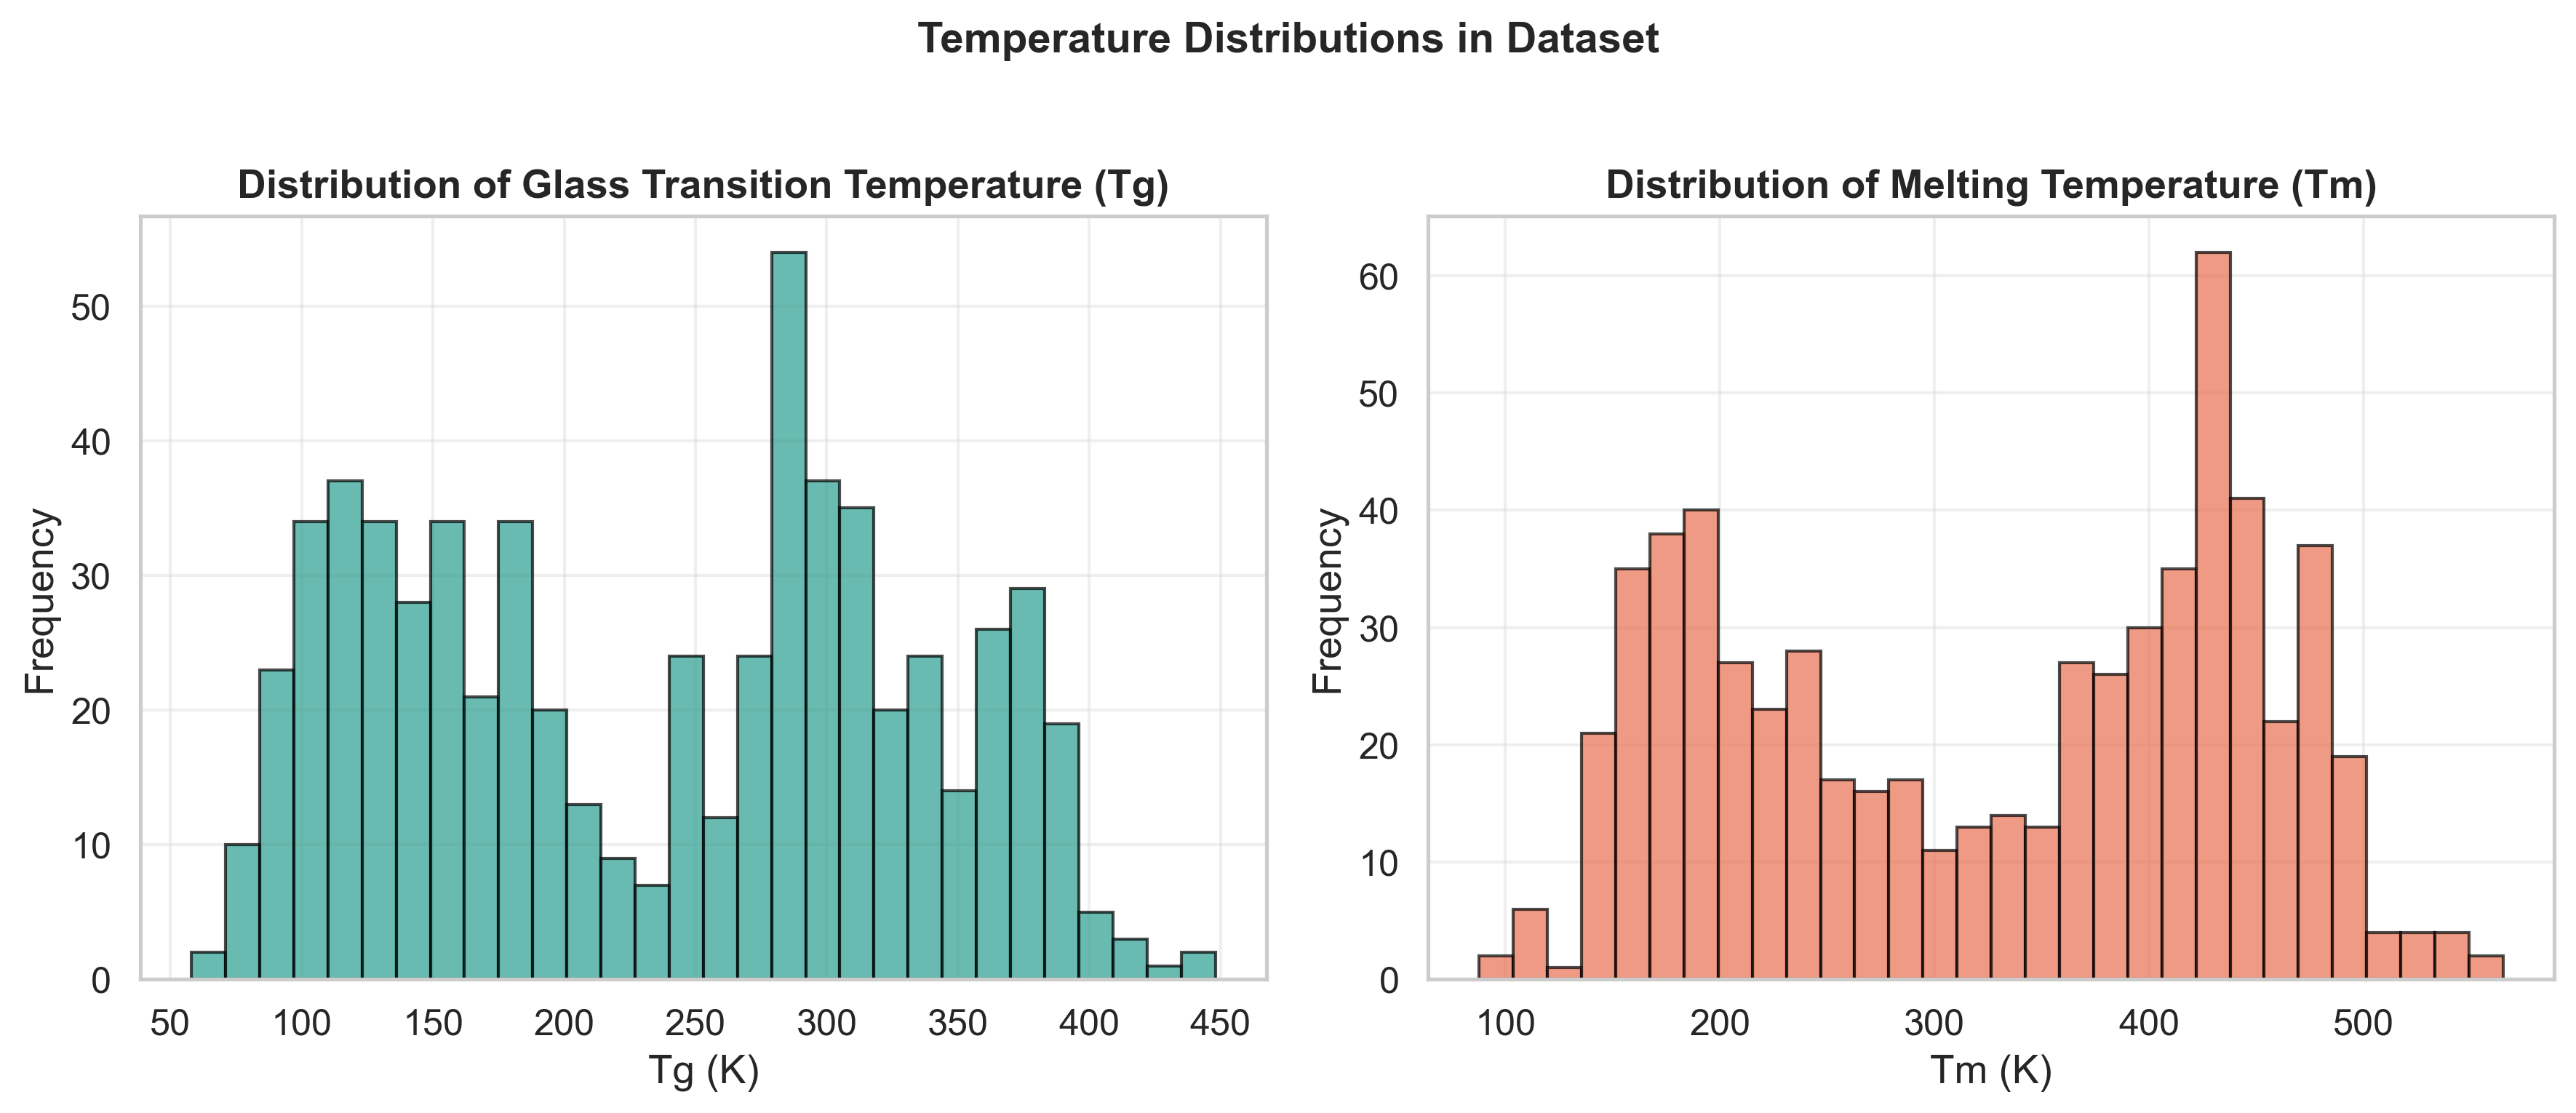 Temperature Distributions in Dataset
Distribution of Glass Transition Temperature (Tg)
50
40
30
20
10
0
Frequency
50 100 150 200 250 300 350 400 450
Tg (K)
Distribution of Melting Temperature (Tm)
60
50
40
30
20
10
0
Frequency
100 200 300 400 500
Tm (K)